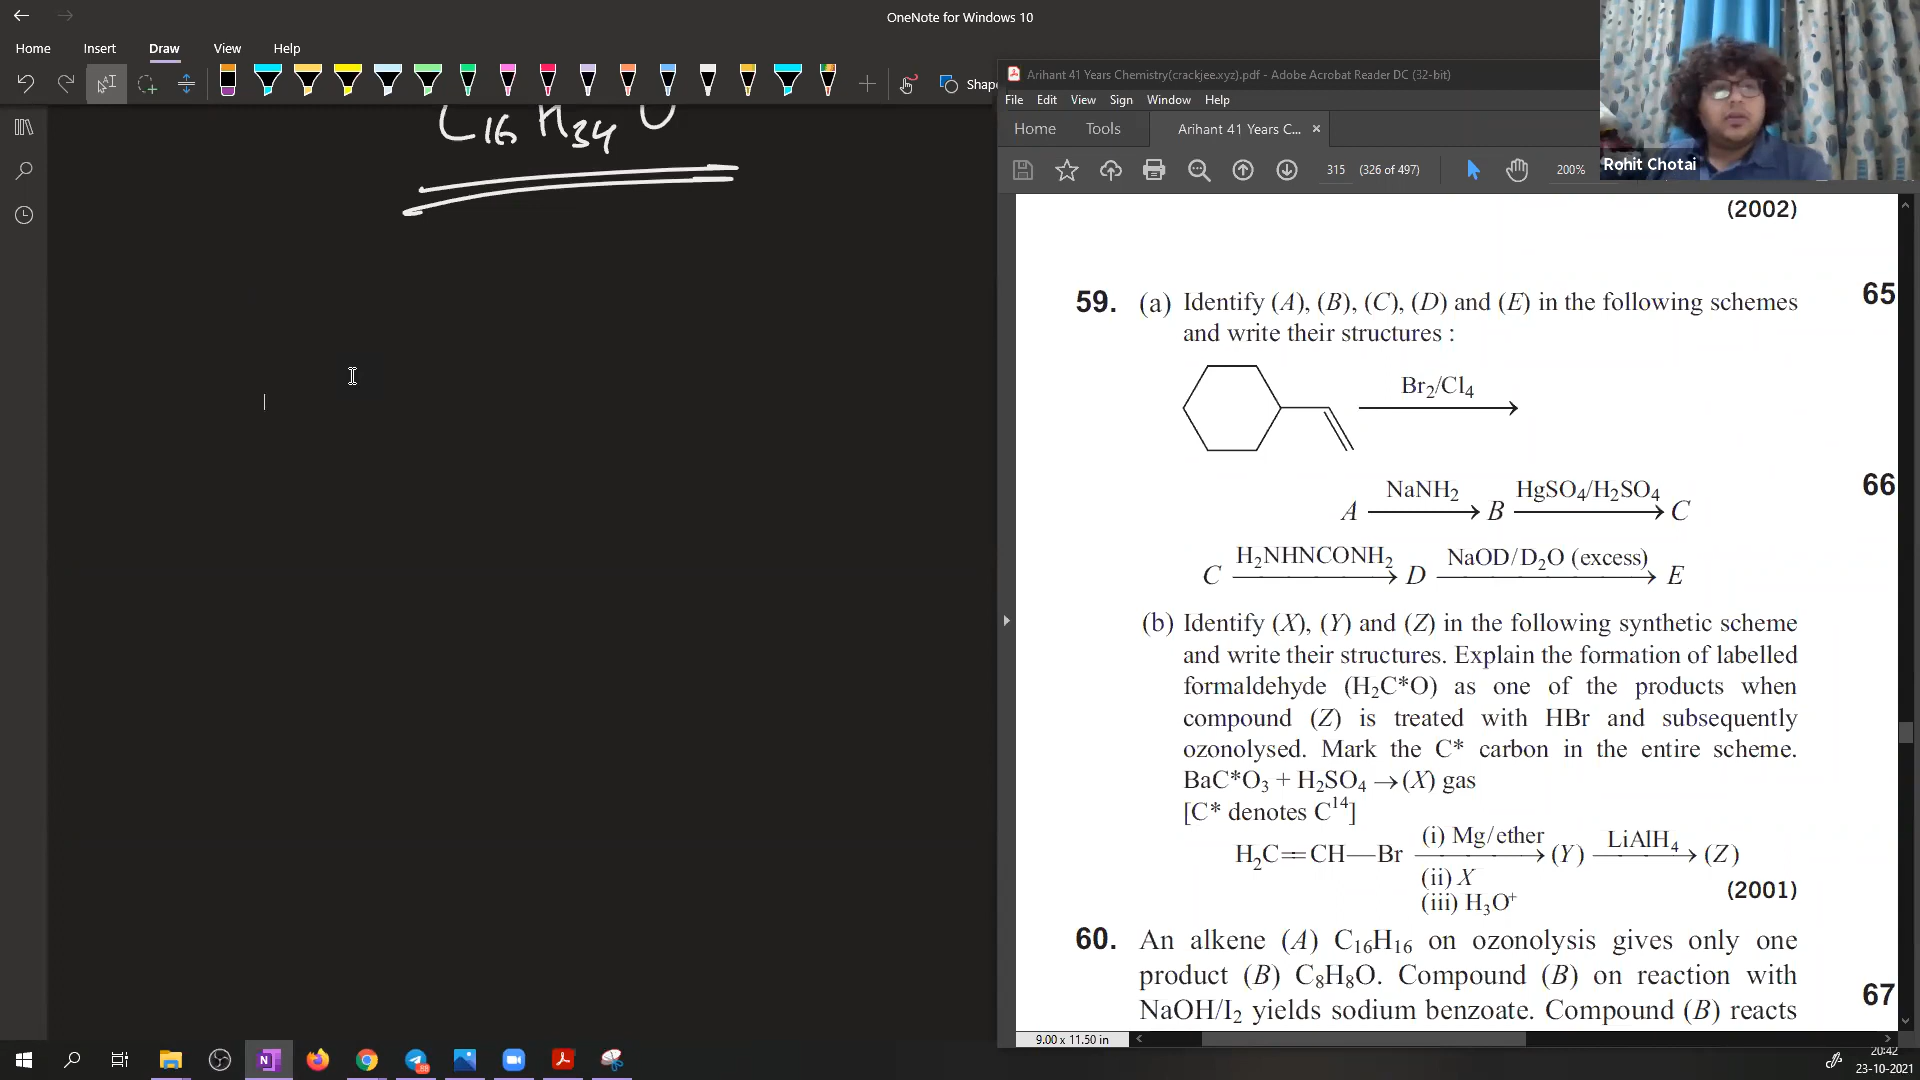 OneNote for Windows 10
Home Insert Draw View Help
Shape
C16 H34 O
Rohit Chotai
Arihant 41 Years Chemistry(crackjee.xyz).pdf - Adobe Acrobat Reader DC (32-bit)
File Edit View Sign Window Help
Home Tools Arihant 41 Years C... ×
315 (326 of 497) 200%
(2002)
59. (a) Identify (A), (B), (C), (D) and (E) in the following schemes
and write their structures :
Br2/Cl4
A NaNH2 → B HgSO4/H2SO4 → C
C H2NHNCONH2 → D NaOD/D2O (excess) → E
(b) Identify (X), (Y) and (Z) in the following synthetic scheme
and write their structures. Explain the formation of labelled
formaldehyde (H2C*O) as one of the products when
compound (Z) is treated with HBr and subsequently
ozonolysed. Mark the C* carbon in the entire scheme.
BaC*O3 + H2SO4 → (X) gas
[C* denotes C14]
H2C=CH—Br (i) Mg/ether (ii) X (iii) H3O+ → (Y) LiAlH4 → (Z)
(2001)
60. An alkene (A) C16H16 on ozonolysis gives only one
product (B) C8H8O. Compound (B) on reaction with
NaOH/I2 yields sodium benzoate. Compound (B) reacts
65
66
67
9.00 x 11.50 in
20:42
23-10-2021